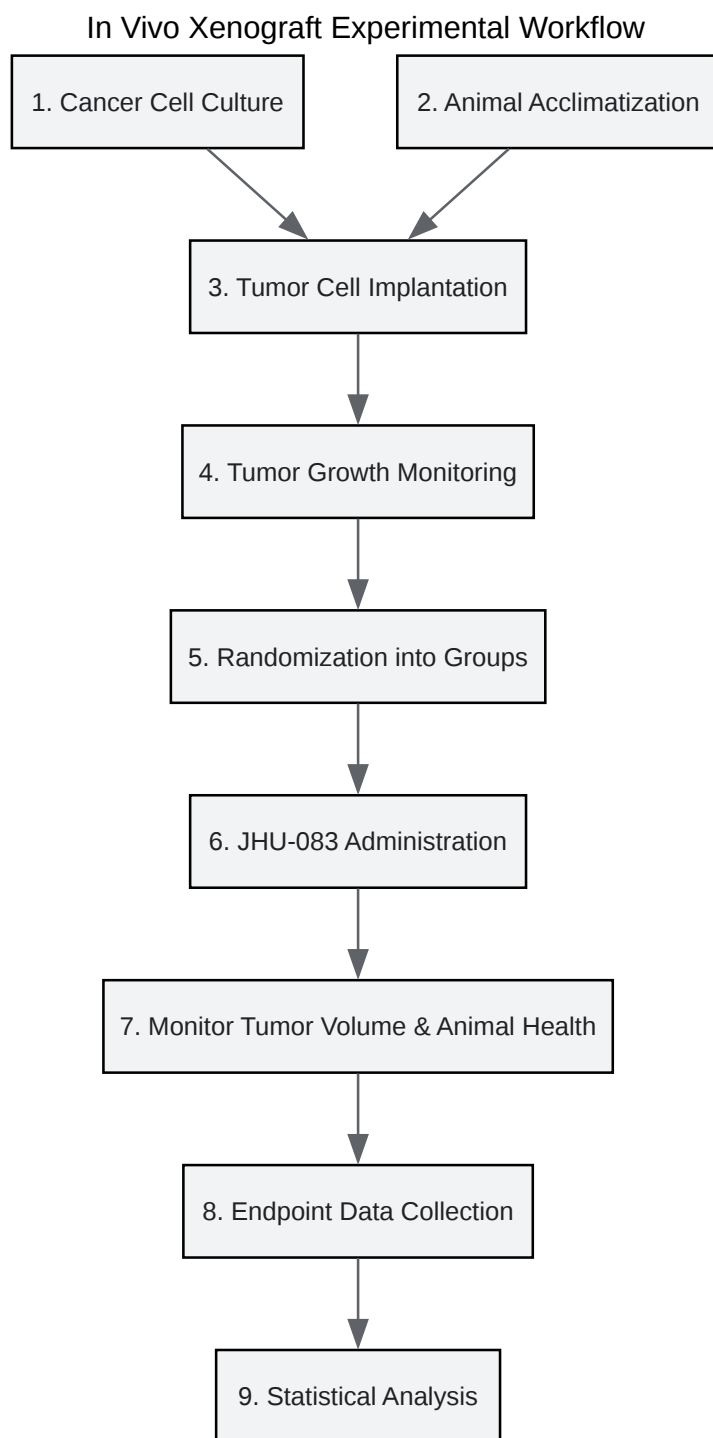 In Vivo Xenograft Experimental Workflow
1. Cancer Cell Culture
2. Animal Acclimatization
3. Tumor Cell Implantation
4. Tumor Growth Monitoring
5. Randomization into Groups
6. JHU-083 Administration
7. Monitor Tumor Volume & Animal Health
8. Endpoint Data Collection
9. Statistical Analysis